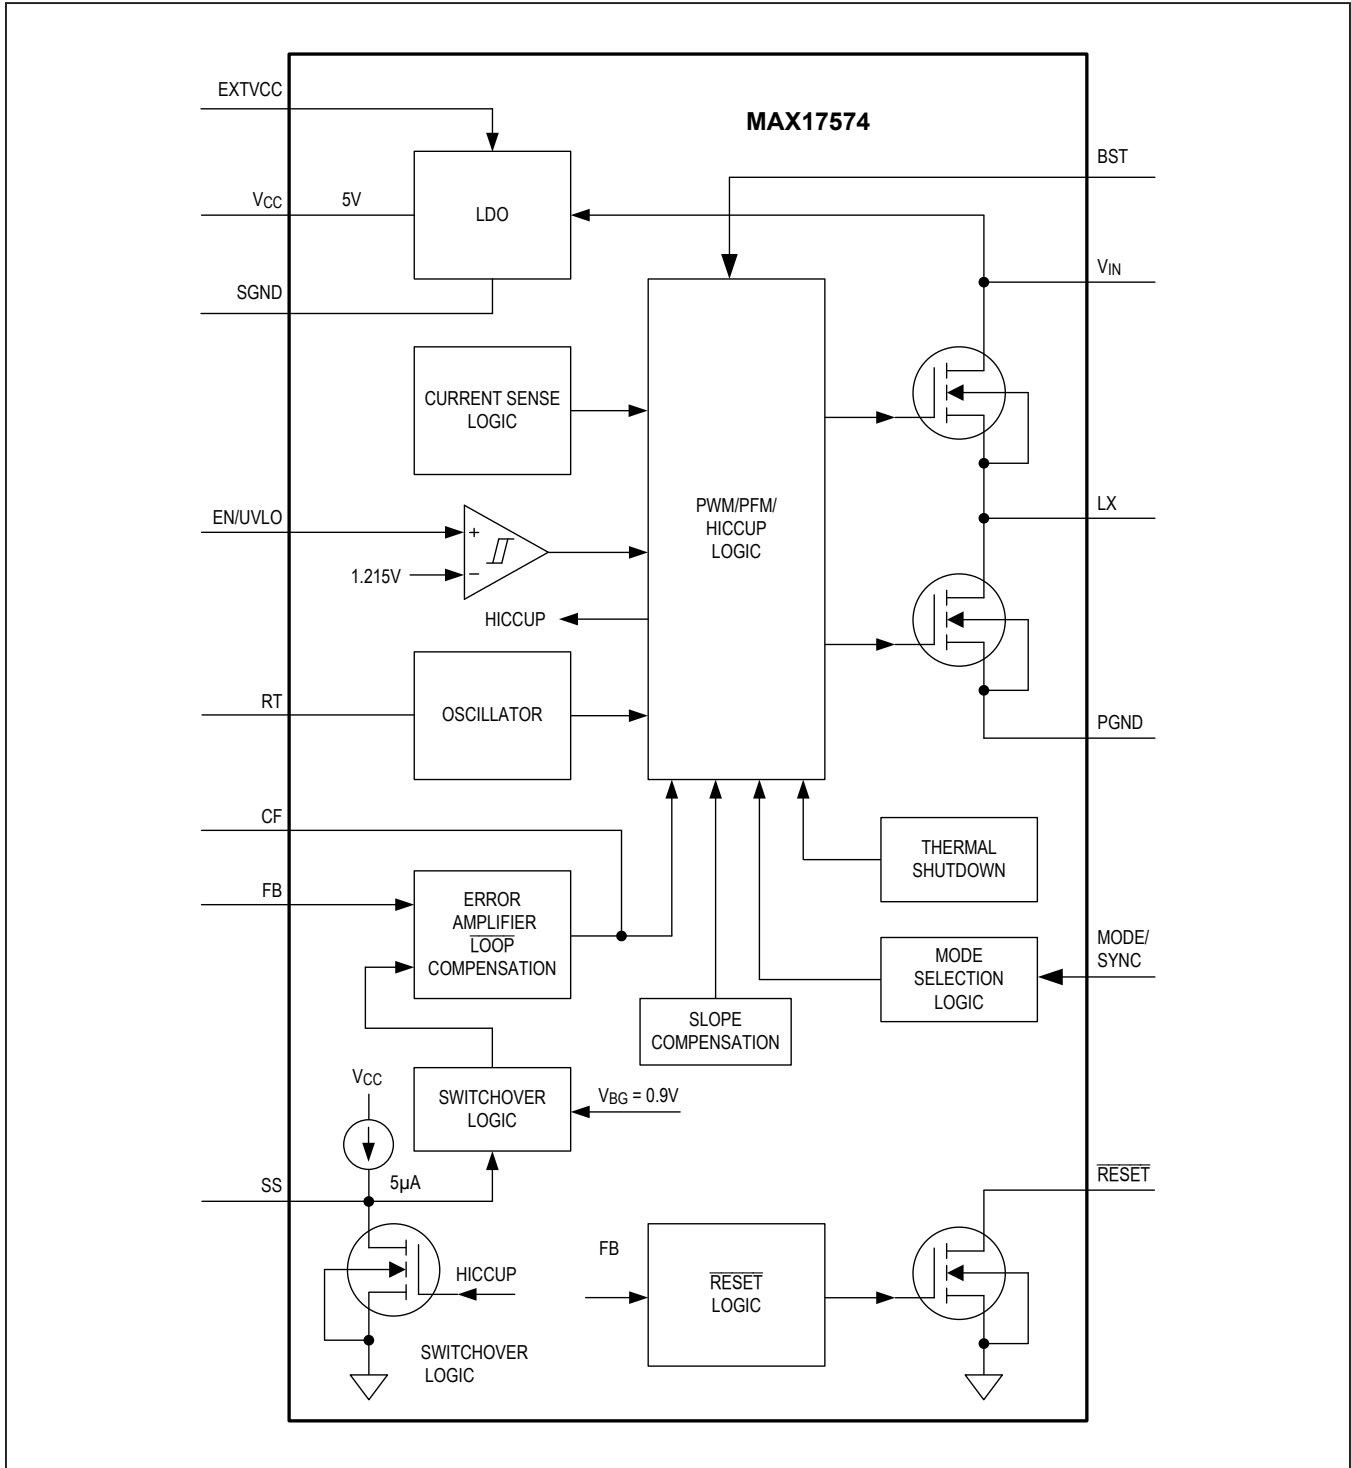 EXTVCC
MAX17574
BST
VCC
5V
LDO
VIN
SGND
CURRENT SENSE
LOGIC
PWM/PFM/
HICCUP
LOGIC
LX
EN/UVLO
+
1.215V
−
HICCUP
RT
OSCILLATOR
PGND
CF
THERMAL
SHUTDOWN
FB
ERROR
AMPLIFIER
LOOP
COMPENSATION
MODE/
SYNC
MODE
SELECTION
LOGIC
SLOPE
COMPENSATION
VCC
SWITCHOVER
LOGIC
VBG = 0.9V
SS
5µA
RESET
FB
HICCUP
RESET
LOGIC
SWITCHOVER
LOGIC